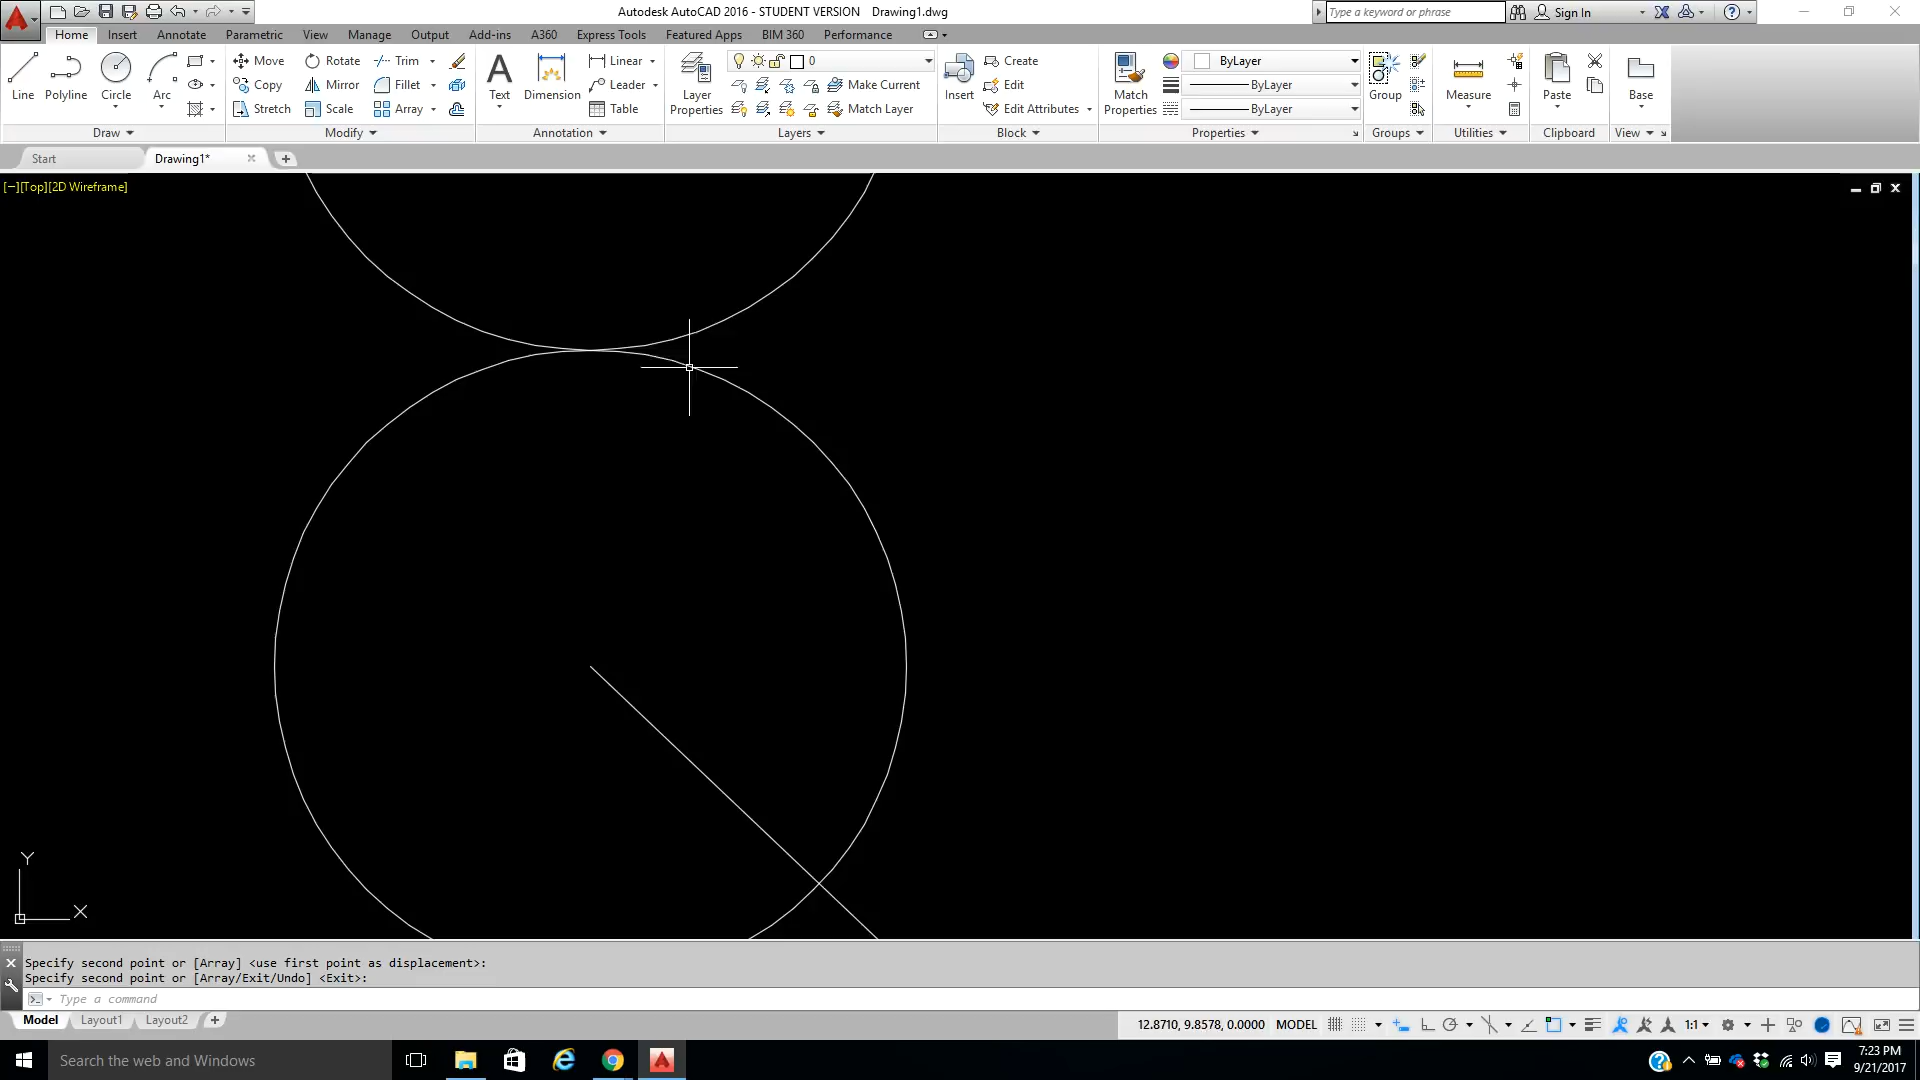 Autodesk AutoCAD 2016 - STUDENT VERSION Drawing1.dwg
Type a keyword or phrase
Sign In
Home Insert Annotate Parametric View Manage Output Add-ins A360 Express Tools Featured Apps BIM 360 Performance
Line Polyline Circle Arc
Move Rotate Trim
Copy Mirror Fillet
Stretch Scale Array
Text Dimension
Linear
Leader
Table
Layer Properties
0
Make Current
Match Layer
Insert
Create
Edit
Edit Attributes
Match Properties
ByLayer
ByLayer
ByLayer
Group
Measure
Paste
Base
Draw Modify Annotation Layers Block Properties Groups Utilities Clipboard View
Start Drawing1*
[−][Top][2D Wireframe]
Y
X
Specify second point or [Array] <use first point as displacement>:
Specify second point or [Array/Exit/Undo] <Exit>:
Type a command
Model Layout1 Layout2
12.8710, 9.8578, 0.0000 MODEL 1:1
Search the web and Windows
7:23 PM
9/21/2017